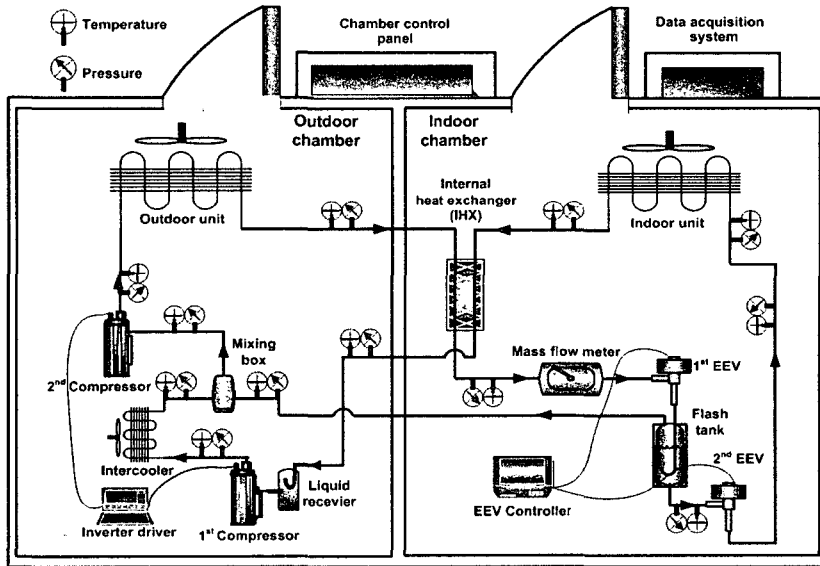 Temperature
Pressure
Chamber control
panel
Data acquisition
system
Outdoor
chamber
Indoor
chamber
Outdoor unit
Internal
heat exchanger
(IHX)
Indoor unit
Mixing
box
2nd Compressor
Mass flow meter
1st EEV
Flash
tank
2nd EEV
Intercooler
Liquid
recevier
EEV Controller
Inverter driver
1st Compressor